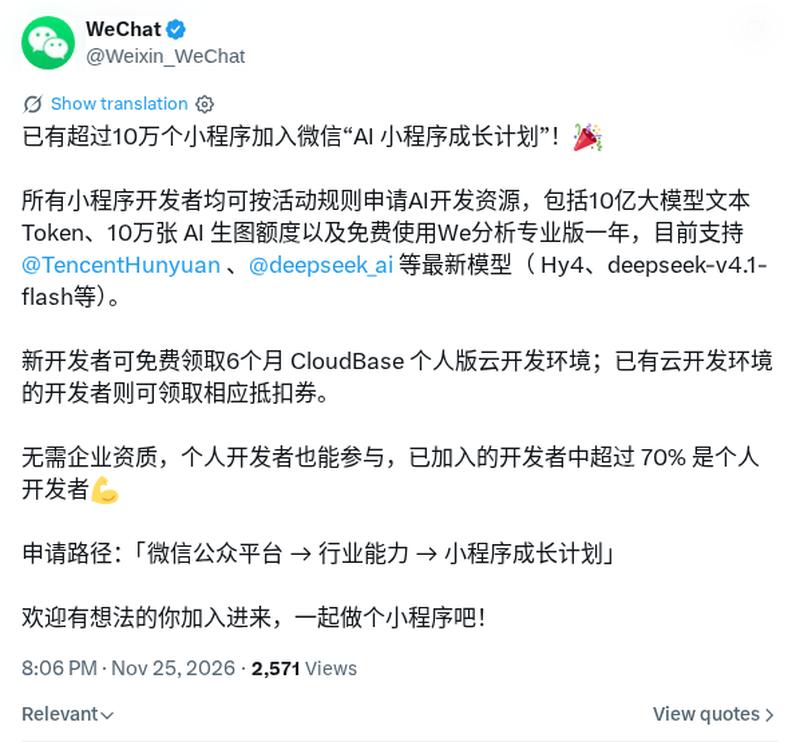 WeChat
@Weixin_WeChat
Show translation
已有超过10万个小程序加入微信“AI 小程序成长计划”！🎉
所有小程序开发者均可按活动规则申请AI开发资源，包括10亿大模型文本
Token、10万张 AI 生图额度以及免费使用We分析专业版一年，目前支持
@TencentHunyuan 、@deepseek_ai 等最新模型（ Hy4、deepseek-v4.1-
flash等）。
新开发者可免费领取6个月 CloudBase 个人版云开发环境；已有云开发环境
的开发者则可领取相应抵扣券。
无需企业资质，个人开发者也能参与，已加入的开发者中超过 70% 是个人
开发者💪
申请路径：「微信公众平台 → 行业能力 → 小程序成长计划」
欢迎有想法的你加入进来，一起做个小程序吧！
8:06 PM · Nov 25, 2026 · 2,571 Views
Relevant
View quotes